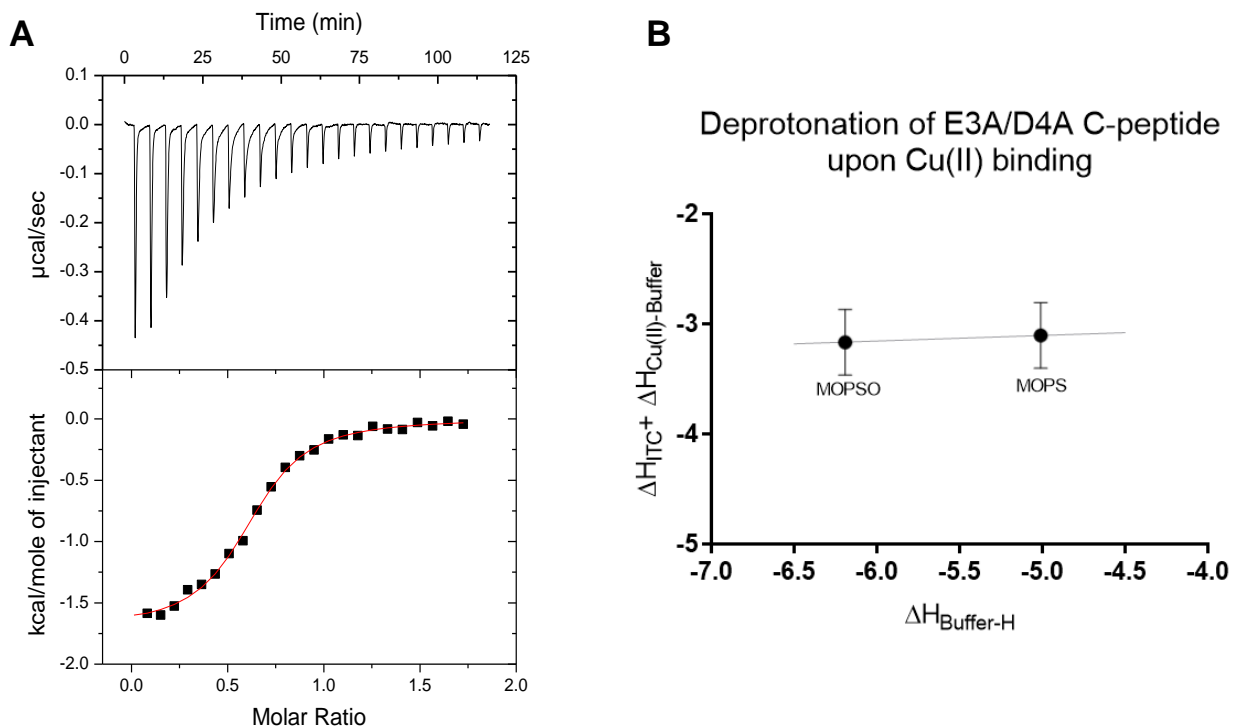 A
Time (min)
0 25 50 75 100 125
0.1
0.0
-0.1
-0.2
-0.3
-0.4
-0.5
µcal/sec
0.0
-0.5
-1.0
-1.5
-2.0
kcal/mole of injectant
0.0 0.5 1.0 1.5 2.0
Molar Ratio
B
Deprotonation of E3A/D4A C-peptide
upon Cu(II) binding
-2
-3
-4
-5
ΔHITC+ ΔHCu(II)-Buffer
MOPSO
MOPS
-7.0 -6.5 -6.0 -5.5 -5.0 -4.5 -4.0
ΔHBuffer-H